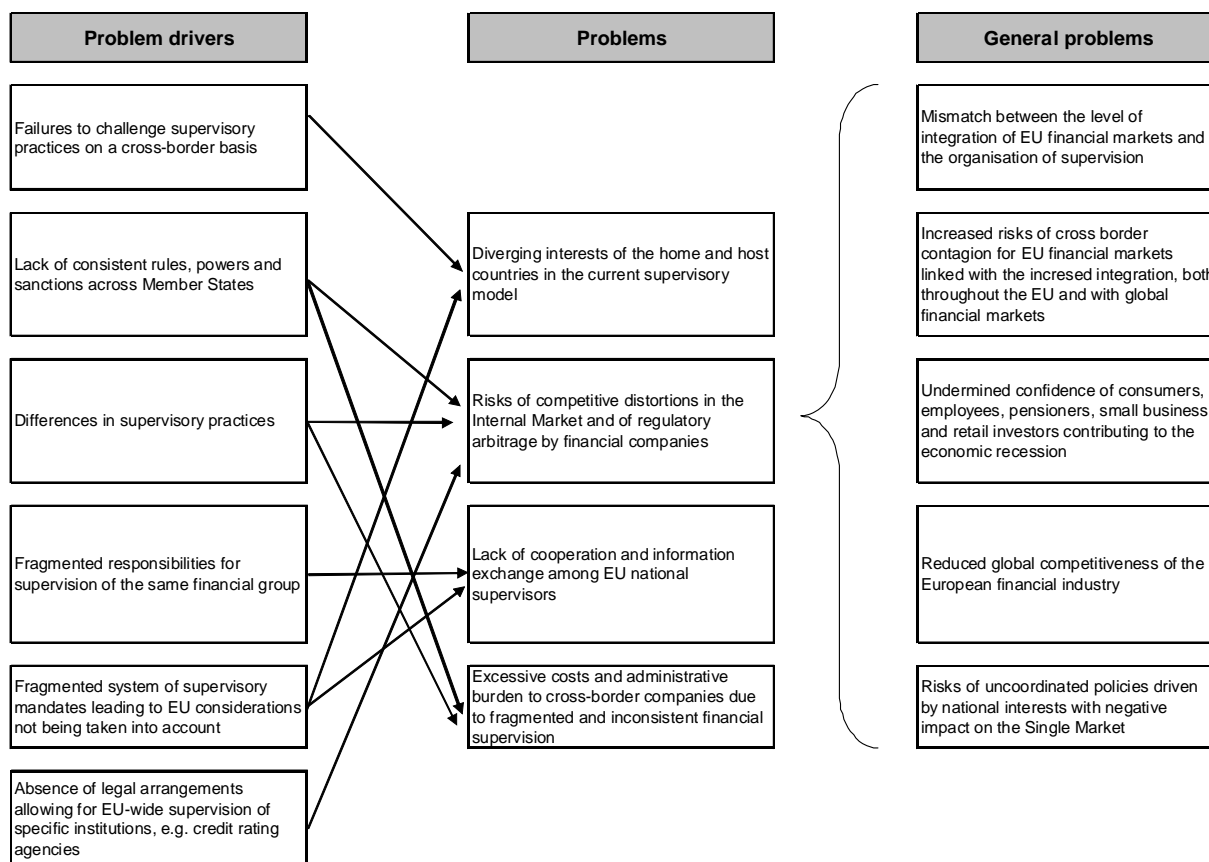 Problem drivers
Problems
General problems
Failures to challenge supervisory
practices on a cross-border basis
Lack of consistent rules, powers and
sanctions across Member States
Differences in supervisory practices
Fragmented responsibilities for
supervision of the same financial group
Fragmented system of supervisory
mandates leading to EU considerations
not being taken into account
Absence of legal arrangements
allowing for EU-wide supervision of
specific institutions, e.g. credit rating
agencies
Diverging interests of the home and host
countries in the current supervisory
model
Risks of competitive distortions in the
Internal Market and of regulatory
arbitrage by financial companies
Lack of cooperation and information
exchange among EU national
supervisors
Excessive costs and administrative
burden to cross-border companies due
to fragmented and inconsistent financial
supervision
Mismatch between the level of
integration of EU financial markets and
the organisation of supervision
Increased risks of cross border
contagion for EU financial markets
linked with the incresed integration, both
throughout the EU and with global
financial markets
Undermined confidence of consumers,
employees, pensioners, small business
and retail investors contributing to the
economic recession
Reduced global competitiveness of the
European financial industry
Risks of uncoordinated policies driven
by national interests with negative
impact on the Single Market